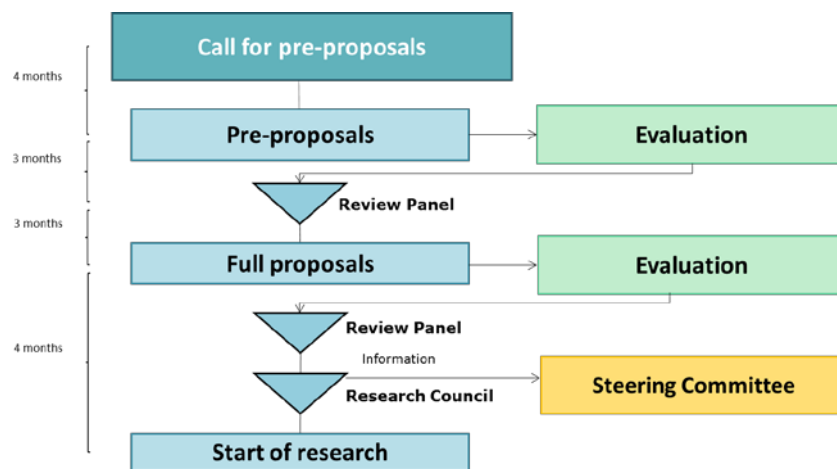 Call for pre-proposals
4 months
Pre-proposals
Evaluation
3 months
Review Panel
3 months
Full proposals
Evaluation
Review Panel
4 months
Information
Research Council
Steering Committee
Start of research